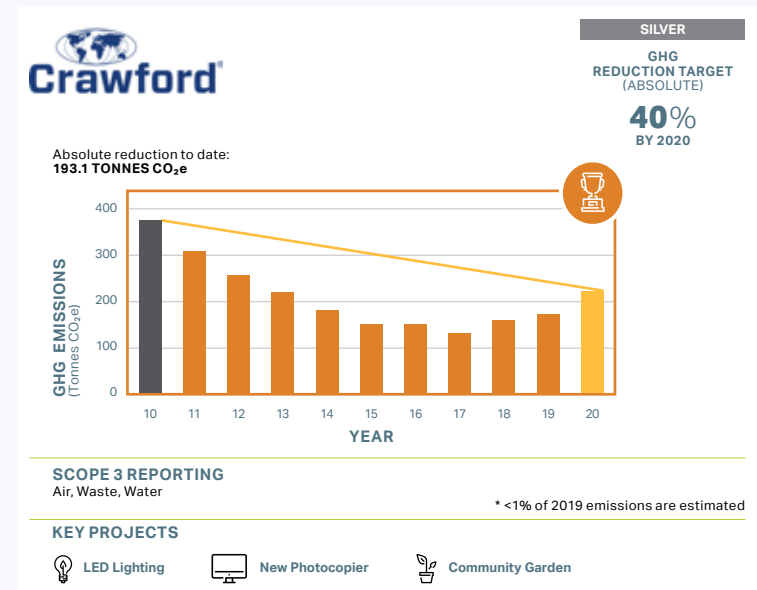 Crawford®
SILVER
GHG
REDUCTION TARGET
(ABSOLUTE)
40%
BY 2020
Absolute reduction to date:
193.1 TONNES CO₂e
GHG EMISSIONS
(Tonnes CO₂e)
400
300
200
100
0
10 11 12 13 14 15 16 17 18 19 20
YEAR
SCOPE 3 REPORTING
Air, Waste, Water
* <1% of 2019 emissions are estimated
KEY PROJECTS
LED Lighting New Photocopier Community Garden